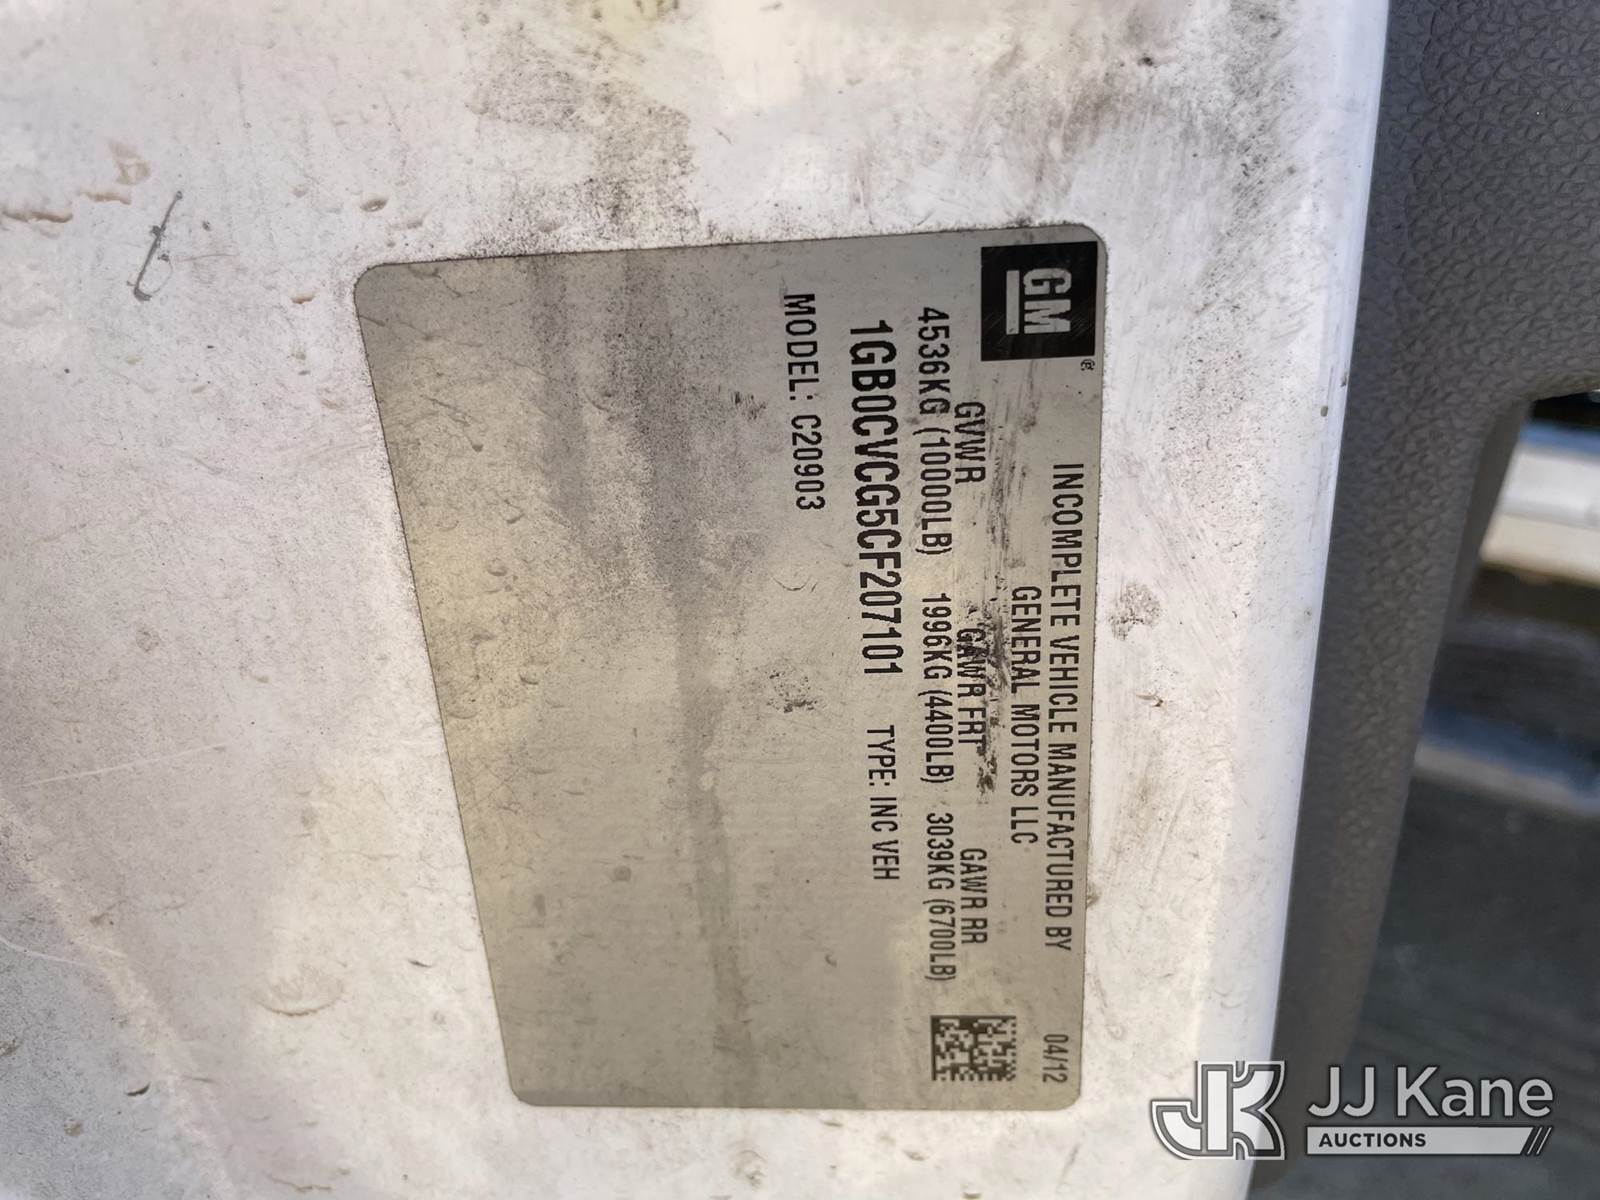 GM®
INCOMPLETE VEHICLE MANUFACTURED BY 04/12
GENERAL MOTORS LLC
GVWR GAWR FRT GAWR RR
4536KG (10000LB) 1996KG (4400LB) 3039KG (6700LB)
1GB0CVCG5CF207101 TYPE: INC VEH
MODEL: C20903
JK JJ Kane
AUCTIONS